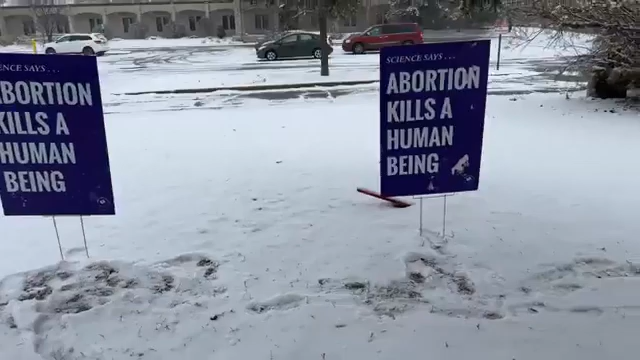 SCIENCE SAYS...
ABORTION
KILLS A
HUMAN
BEING
SCIENCE SAYS...
ABORTION
KILLS A
HUMAN
BEING